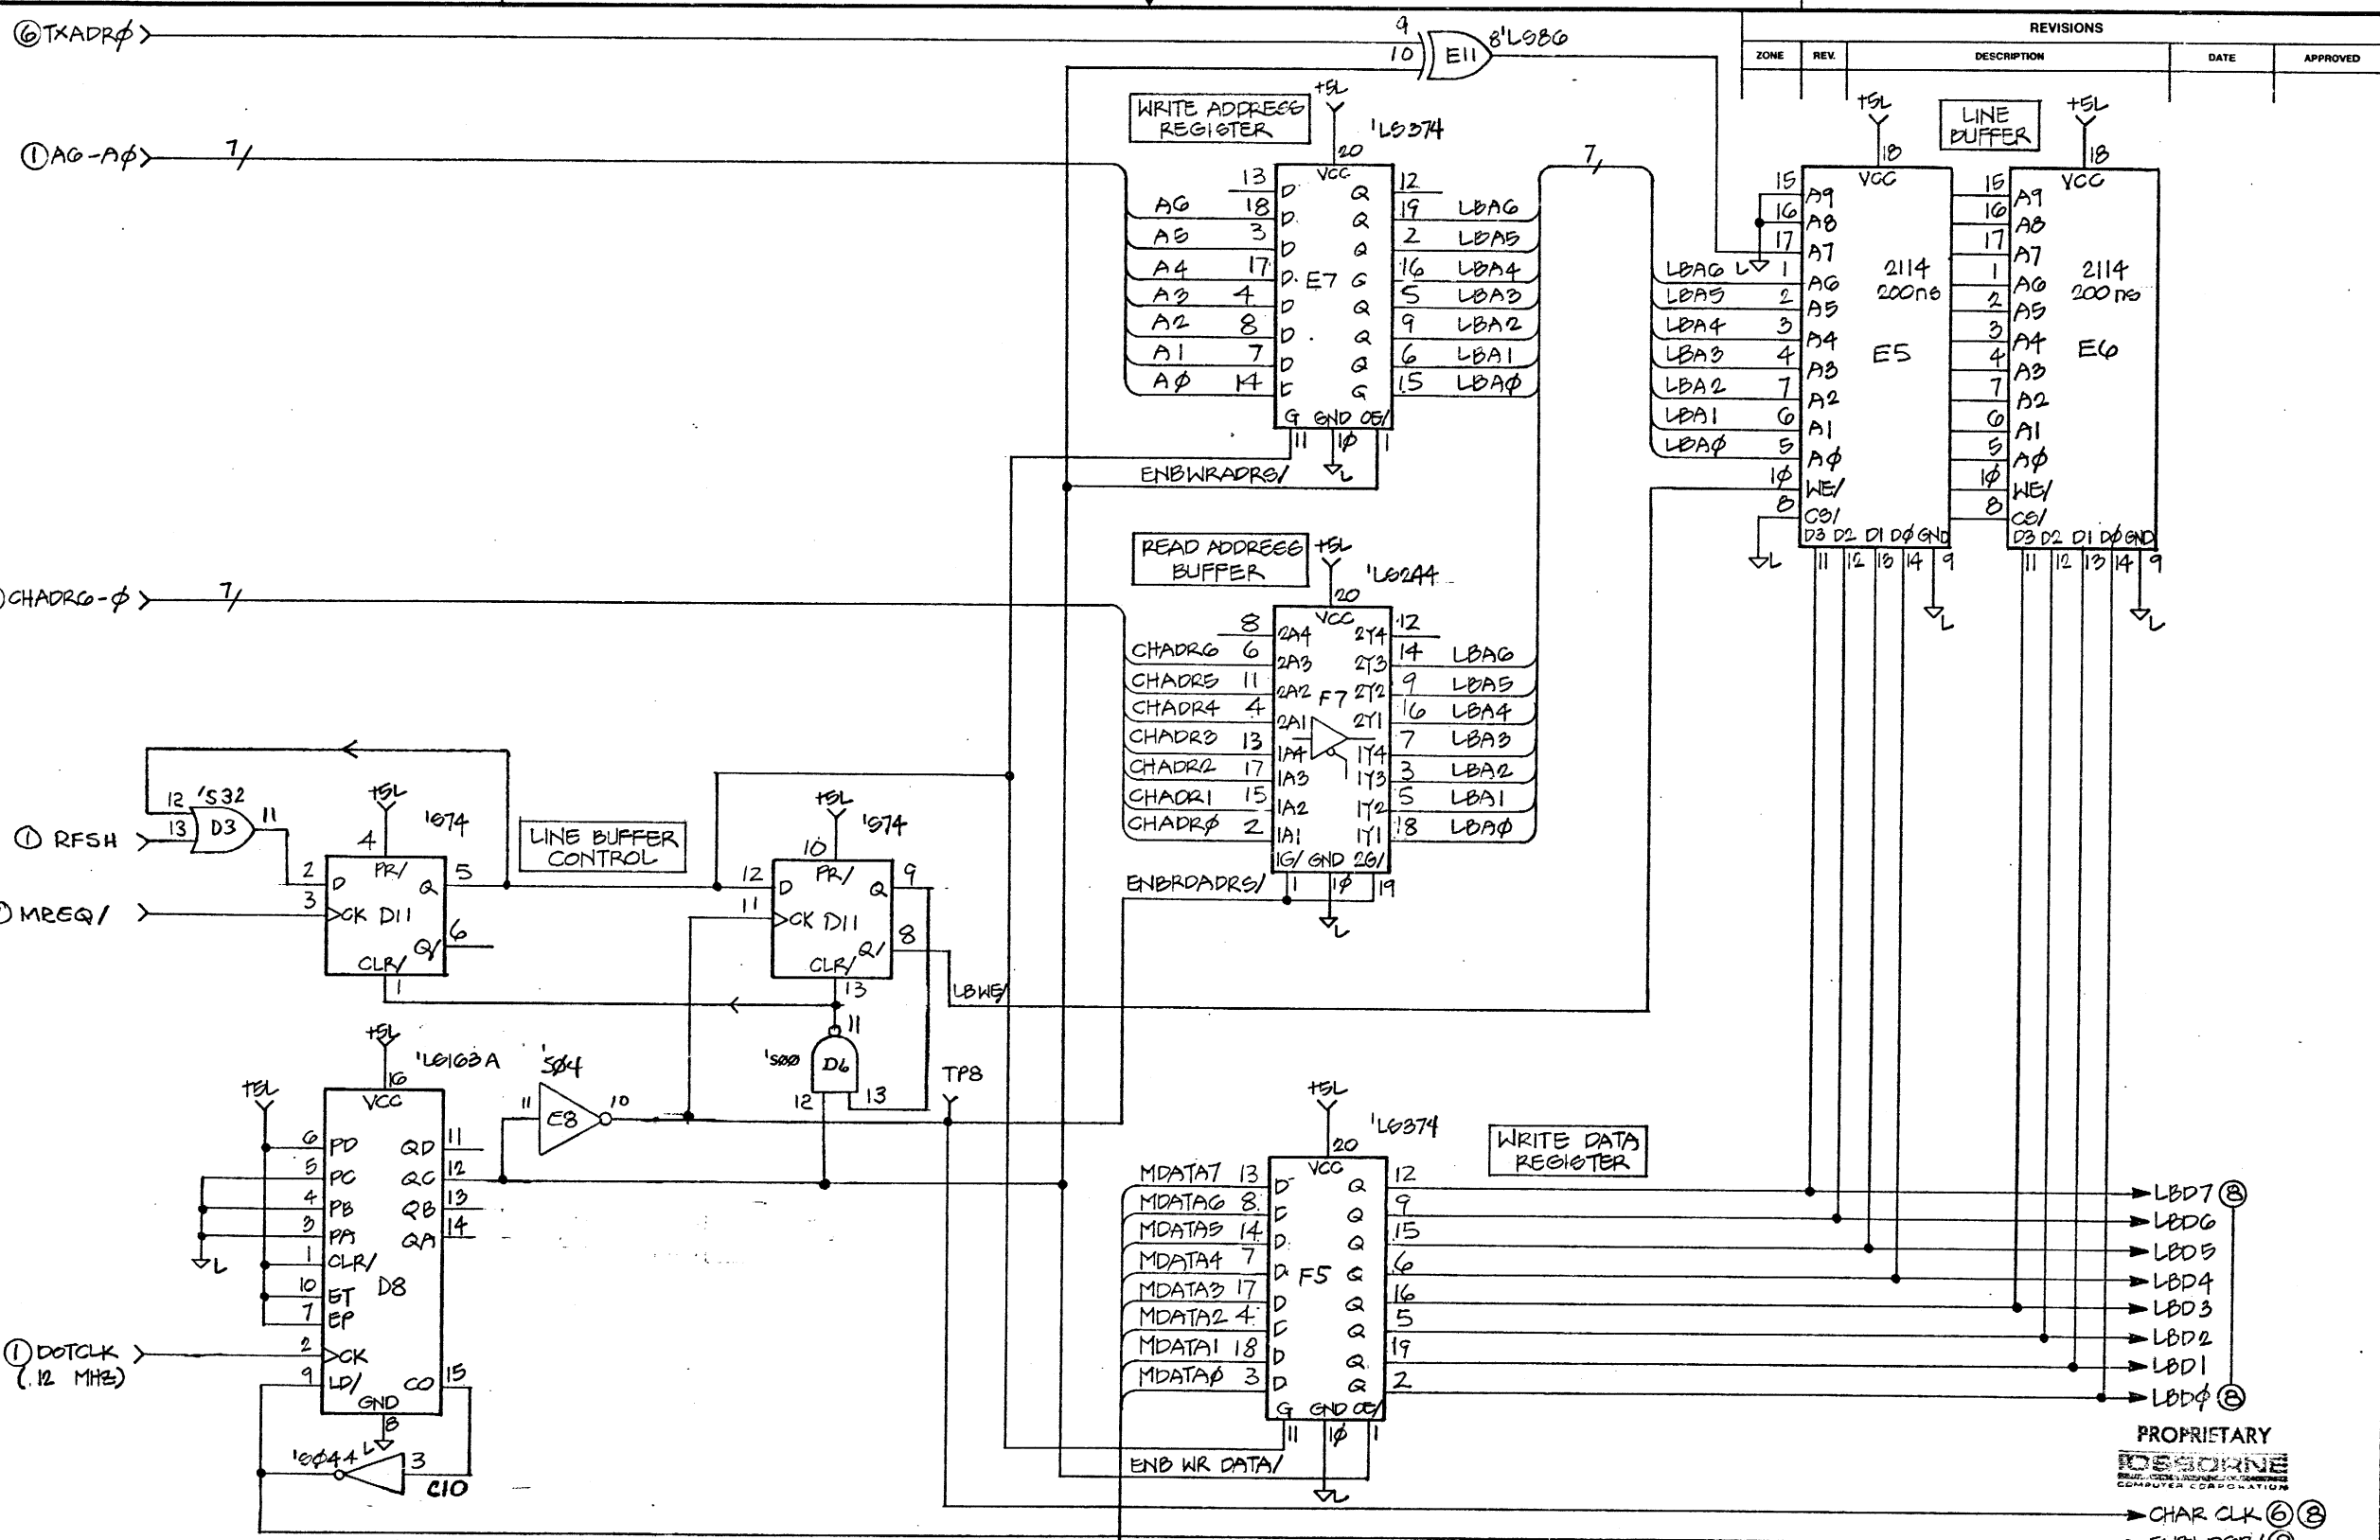 ⑥ TXADRØ
9
10
E11
8 'LS86
REVISIONS
ZONE REV. DESCRIPTION DATE APPROVED
① A6-AØ
7/
WRITE ADDRESS
REGISTER
+5L
'LS374
20
VCC
13 D Q 12
A6 18 D Q 19 LBA6
A5 3 D Q 2 LBA5
A4 17 D E7 Q 16 LBA4
A3 4 D Q 5 LBA3
A2 8 D Q 9 LBA2
A1 7 D Q 6 LBA1
AØ 14 D Q 15 LBAØ
G GND OE/
11 1Ø 1
L
ENBWRADRS/
7/
LINE
BUFFER
+5L
18
VCC
15 A9
16 A8
17 A7
L
LBA6 1 A6
LBA5 2 A5
LBA4 3 A4
LBA3 4 A3
LBA2 7 A2
LBA1 6 A1
LBAØ 5 AØ
1Ø WE/
8 CS/
L
2114
200ns
E5
D3 D2 D1 DØ GND
11 12 13 14 9
L
+5L
18
VCC
15 A9
16 A8
17 A7
1 A6
2 A5
3 A4
4 A3
7 A2
6 A1
5 AØ
1Ø WE/
8 CS/
2114
200ns
E6
D3 D2 D1 DØ GND
11 12 13 14 9
L
CHADR6-Ø
7/
READ ADDRESS
BUFFER
+5L
'LS244
20
VCC
8 2A4 2Y4 12
CHADR6 6 2A3 2Y3 14 LBA6
CHADR5 11 2A2 2Y2 9 LBA5
F7
CHADR4 4 2A1 2Y1 16 LBA4
CHADR3 13 1A4 1Y4 7 LBA3
CHADR2 17 1A3 1Y3 3 LBA2
CHADR1 15 1A2 1Y2 5 LBA1
CHADRØ 2 1A1 1Y1 18 LBAØ
1G/ GND 2G/
1 1Ø 19
L
ENBRDADRS/
12 'S32
13 D3 11
① RFSH
MREQ/
+5L
'S74
4
PR/
2 D Q 5
3 CK D11
Q/ 6
CLR/
1
LINE BUFFER
CONTROL
+5L
'S74
10
PR/
12 D Q 9
11 CK D11
Q/ 8
CLR/
13
LBWE/
11
'SØØ D6
12 13
TP8
+5L
'LS163A
16
VCC
+5L
6 PD QD 11
5 PC QC 12
4 PB QB 13
3 PA QA 14
L
1 CLR/
10 ET D8
7 EP
① DOTCLK
(.12 MHZ)
2 CK
9 LD/ CO 15
GND
8
L
'SØ4 4 3
C10
'SØ4
11 E8 10
+5L
'LS374
20
VCC
WRITE DATA
REGISTER
MDATA7 13 D Q 12
MDATA6 8 D Q 9
MDATA5 14 D Q 15
MDATA4 7 D F5 Q 6
MDATA3 17 D Q 16
MDATA2 4 D Q 5
MDATA1 18 D Q 19
MDATAØ 3 D Q 2
G GND OE/
11 1Ø 1
L
ENB WR DATA/
LBD7 ⑧
LBD6
LBD5
LBD4
LBD3
LBD2
LBD1
LBDØ ⑧
PROPRIETARY
OSBORNE
COMPUTER CORPORATION
CHAR CLK ⑥ ⑧